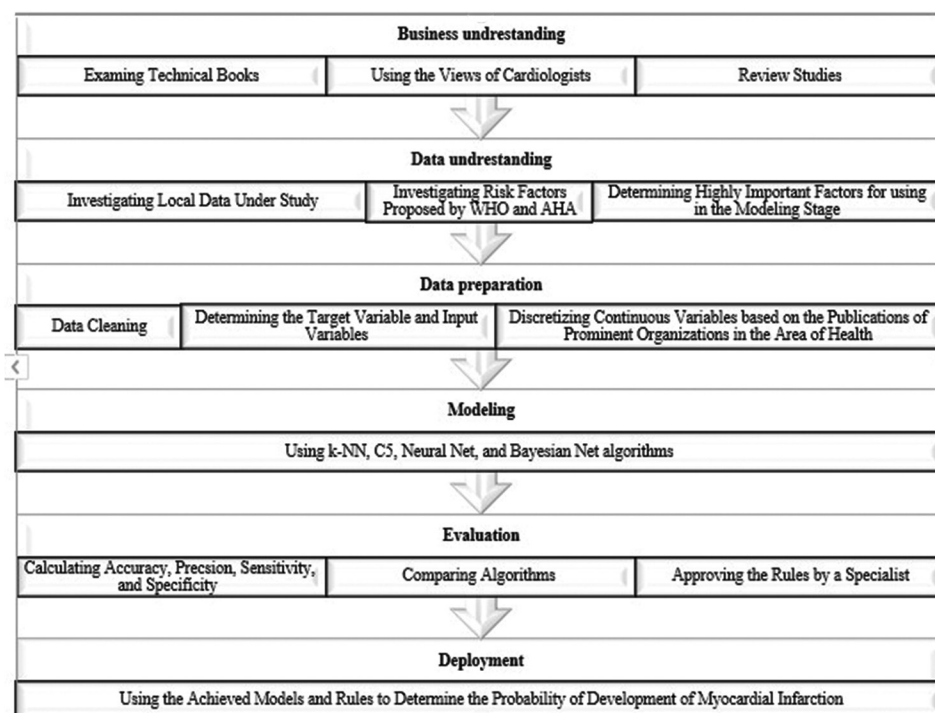 Business undrestanding
Examing Technical Books
Using the Views of Cardiologists
Review Studies
Data undrestanding
Investigating Local Data Under Study
Investigating Risk Factors
Proposed by WHO and AHA
Determining Highly Important Factors for using
in the Modeling Stage
Data preparation
Data Cleaning
Determining the Target Variable and Input
Variables
Discretizing Continuous Variables based on the Publications of
Prominent Organizations in the Area of Health
Modeling
Using k-NN, C5, Neural Net, and Bayesian Net algorithms
Evaluation
Calculating Accuracy, Precsion, Sensitivity,
and Specificity
Comparing Algorithms
Approving the Rules by a Specialist
Deployment
Using the Achieved Models and Rules to Determine the Probability of Development of Myocardial Infarction